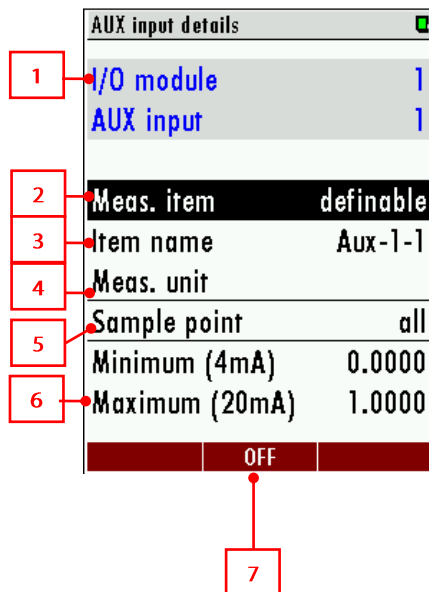 AUX input details
1
I/O module 1
AUX input 1
2
Meas. item definable
3
Item name Aux-1-1
4
Meas. unit
5
Sample point all
Minimum (4mA) 0.0000
6
Maximum (20mA) 1.0000
OFF
7